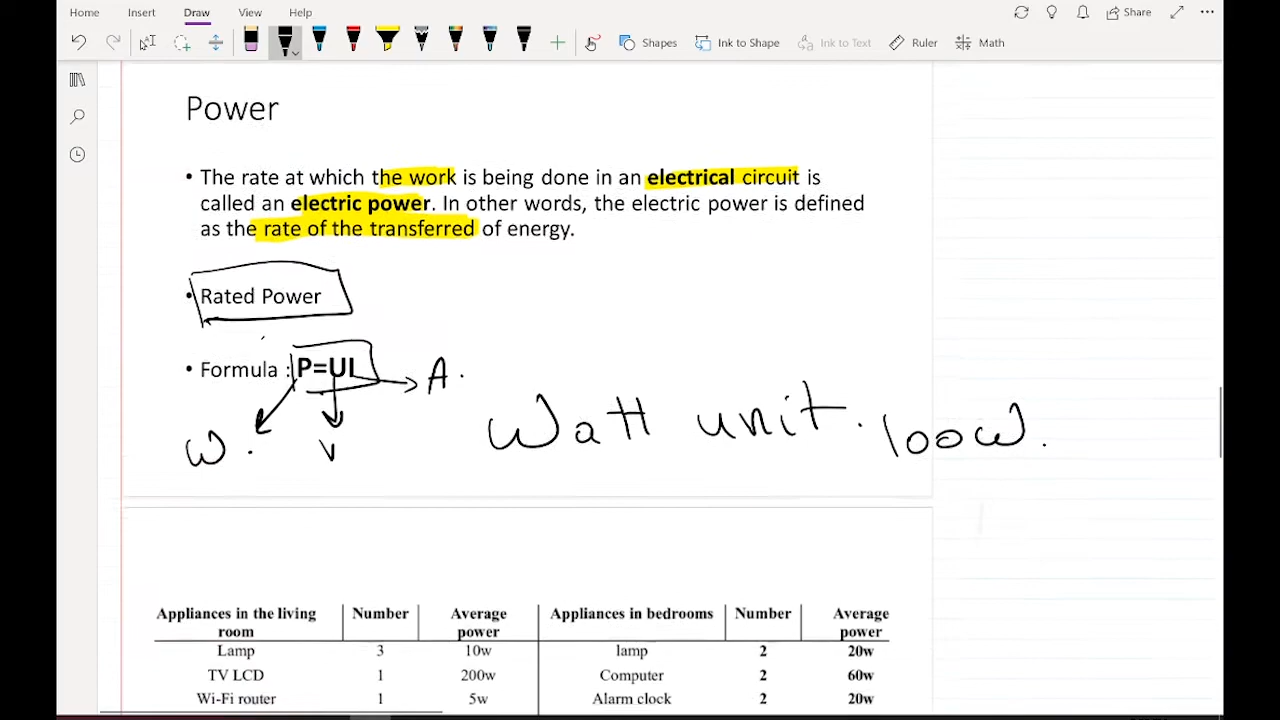 Home Insert Draw View Help Share
Shapes Ink to Shape Ink to Text Ruler Math
Power
• The rate at which the work is being done in an electrical circuit is
called an electric power. In other words, the electric power is defined
as the rate of the transferred of energy.
• Rated Power
• Formula : P=UI → A.
W. V Watt unit. 100W.
Appliances in the living room Number Average power Appliances in bedrooms Number Average power
Lamp 3 10w lamp 2 20w
TV LCD 1 200w Computer 2 60w
Wi-Fi router 1 5w Alarm clock 2 20w